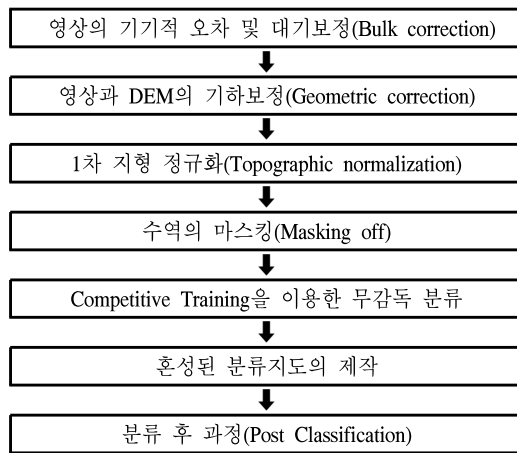 영상의 기기적 오차 및 대기보정(Bulk correction)
영상과 DEM의 기하보정(Geometric correction)
1차 지형 정규화(Topographic normalization)
수역의 마스킹(Masking off)
Competitive Training을 이용한 무감독 분류
혼성된 분류지도의 제작
분류 후 과정(Post Classification)